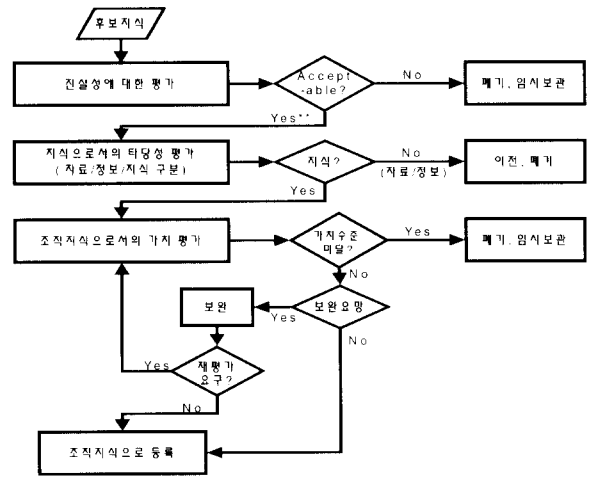 후보지식
진실성에 대한 평가
Accept
-able?
No
폐기, 임시보관
Yes**
지식으로서의 타당성 평가
(자료/정보/지식 구분)
지식?
No
(자료/정보)
이전, 폐기
Yes
조직지식으로서의 가치 평가
가치수준
미달?
Yes
폐기, 임시보관
No
보완
Yes
보완요망
No
재평가
요구?
Yes
No
조직지식으로 등록